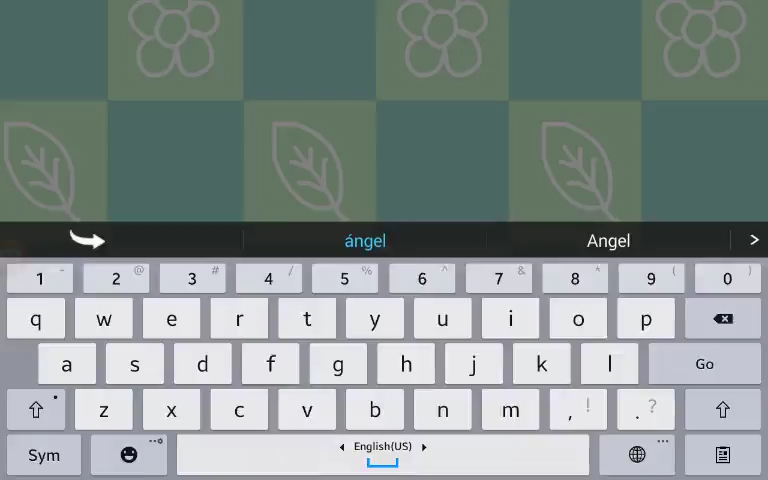 ángel Angel >
1 - 2 @ 3 # 4 / 5 % 6 ^ 7 & 8 * 9 ( 0 )
q w e r t y u i o p
a s d f g h j k l Go
z x c v b n m , ! . ?
Sym English(US)